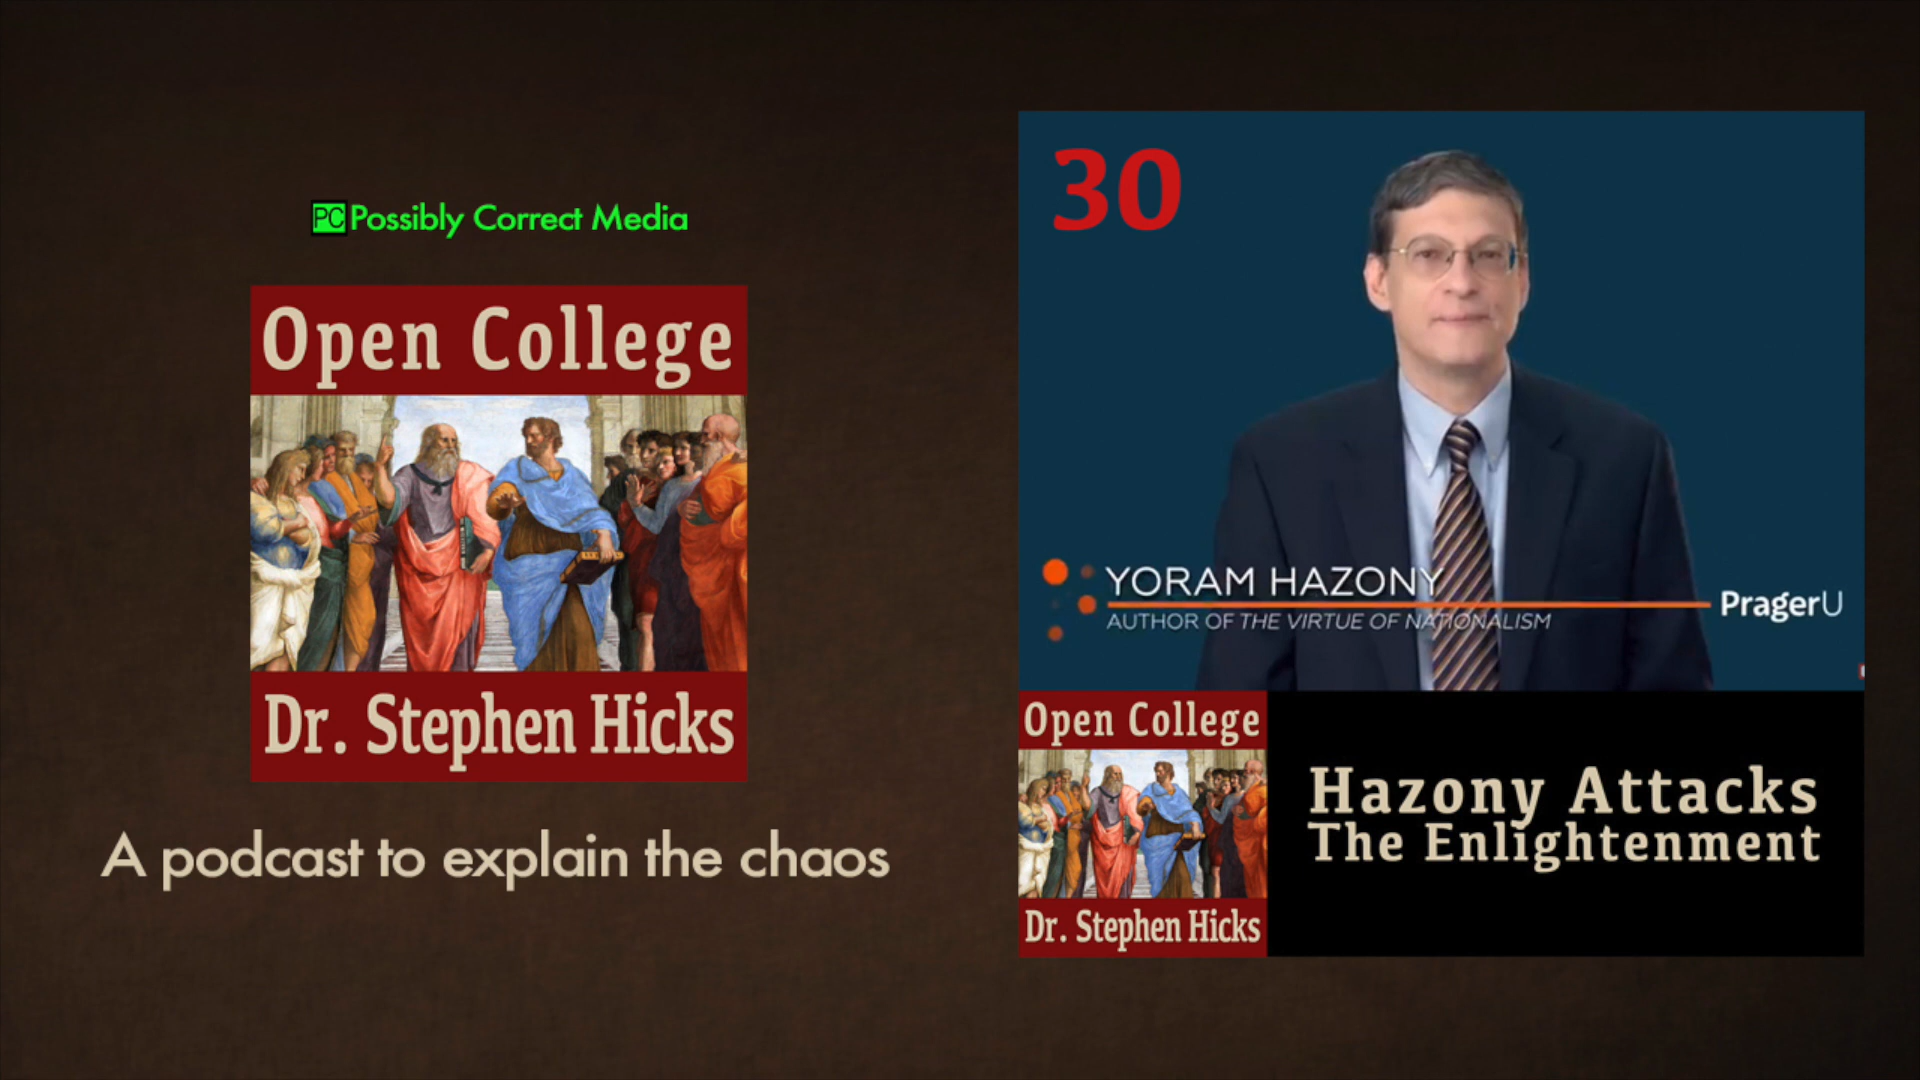 PC Possibly Correct Media
Open College
Dr. Stephen Hicks
A podcast to explain the chaos
30
YORAM HAZONY
AUTHOR OF THE VIRTUE OF NATIONALISM
PragerU
Open College
Dr. Stephen Hicks
Hazony Attacks
The Enlightenment